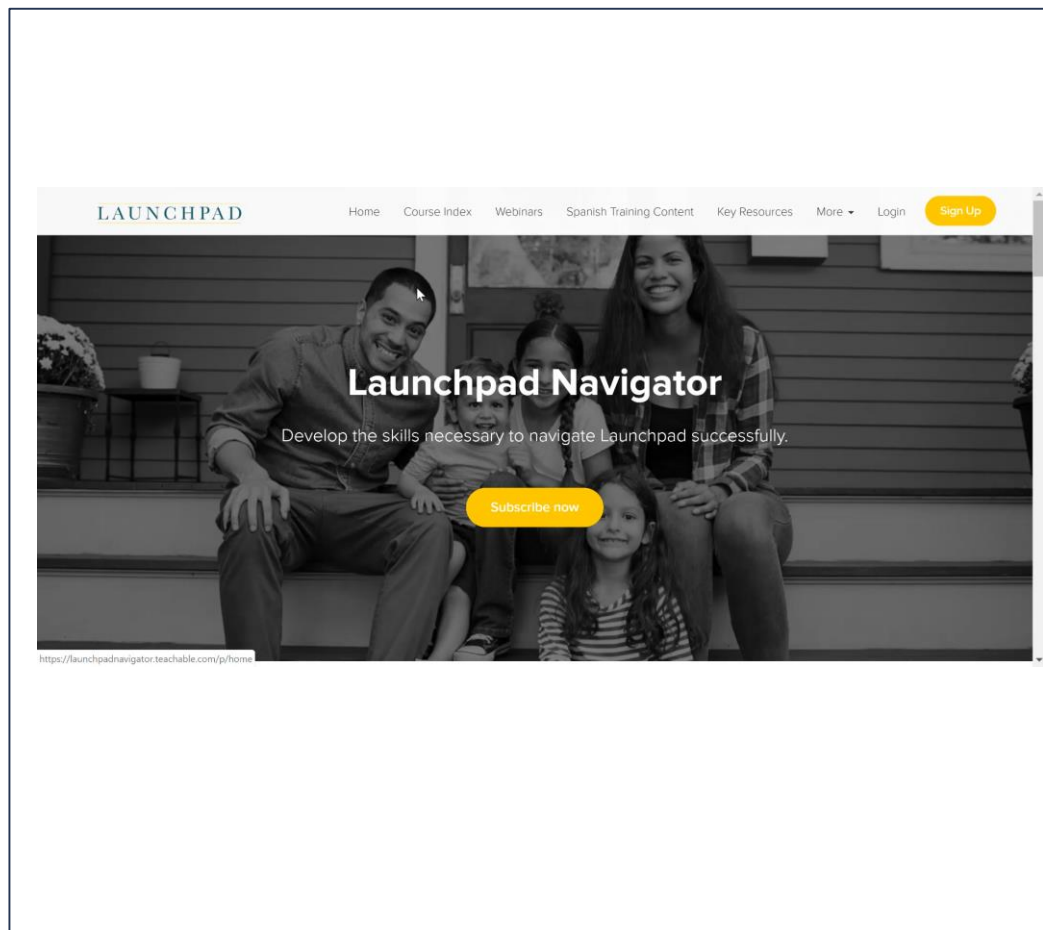 LAUNCHPAD Home Course Index Webinars Spanish Training Content Key Resources More Login Sign Up
Launchpad Navigator
Develop the skills necessary to navigate Launchpad successfully.
Subscribe now
https://launchpadnavigator.teachable.com/p/home